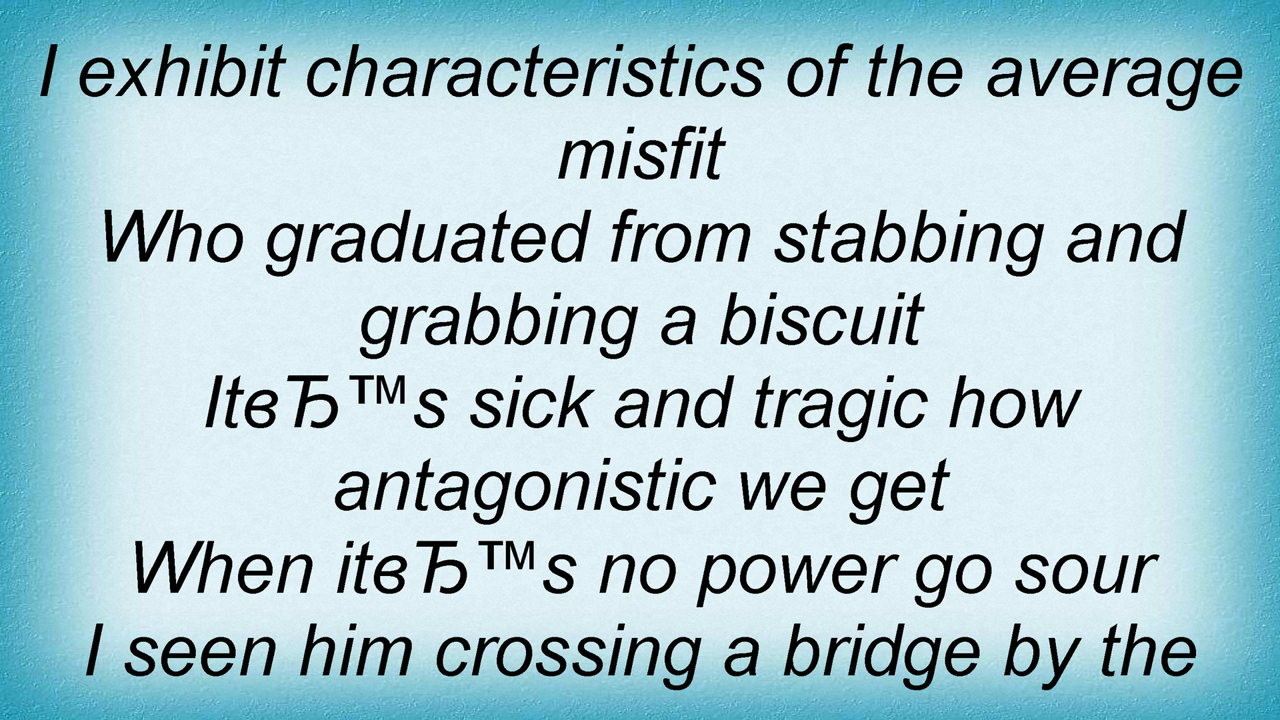 I exhibit characteristics of the average
misfit
Who graduated from stabbing and
grabbing a biscuit
ItвЂ™s sick and tragic how
antagonistic we get
When itвЂ™s no power go sour
I seen him crossing a bridge by the